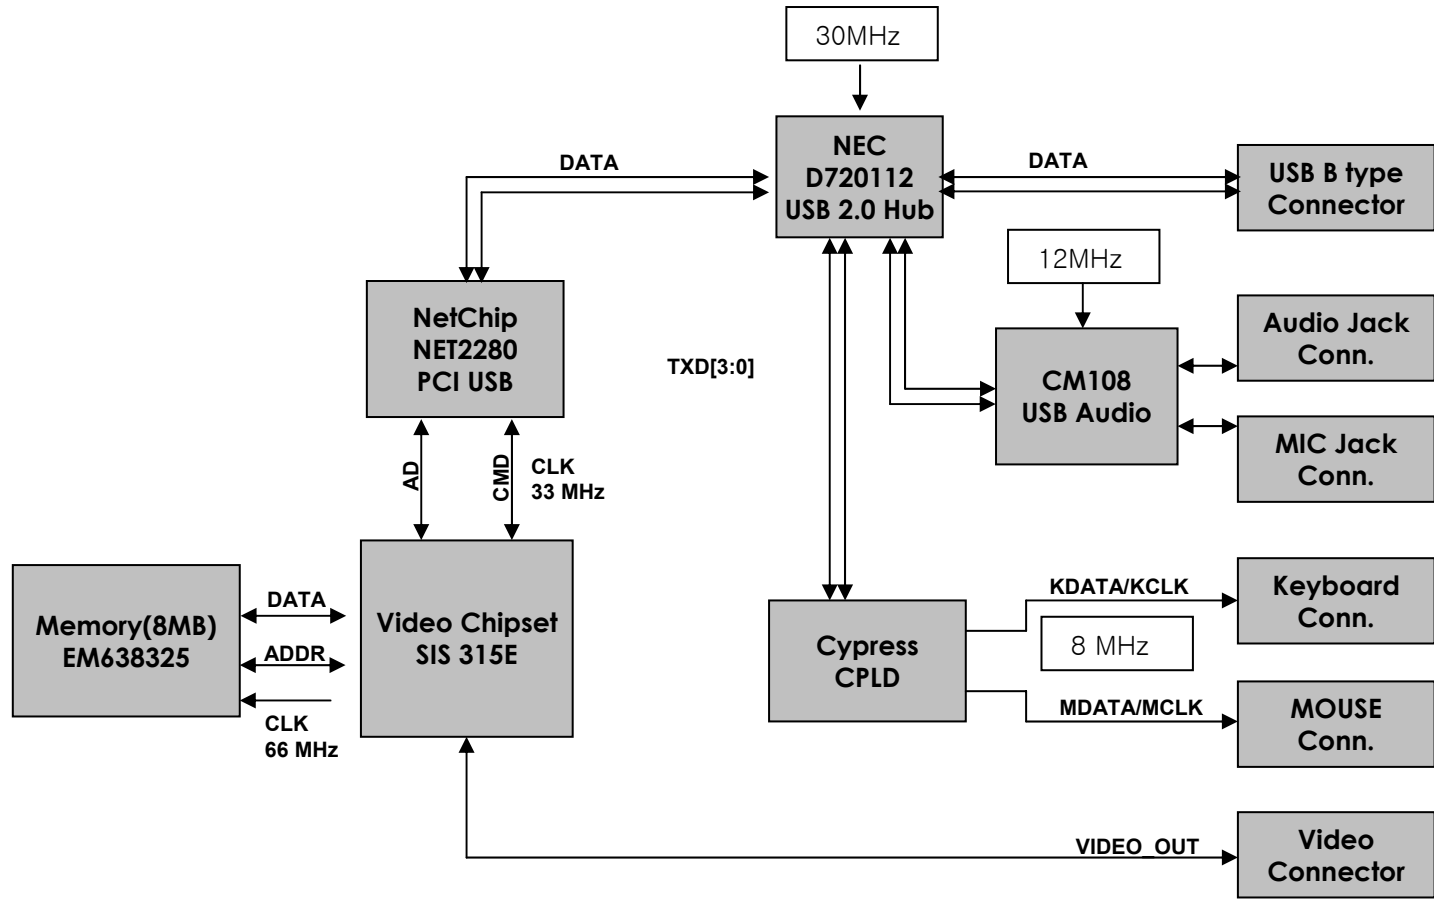 30MHz
NEC
D720112
USB 2.0 Hub
DATA
DATA
USB B type
Connector
12MHz
NetChip
NET2280
PCI USB
TXD[3:0]
CM108
USB Audio
Audio Jack
Conn.
MIC Jack
Conn.
AD
CMD
CLK
33 MHz
Memory(8MB)
EM638325
DATA
ADDR
CLK
66 MHz
Video Chipset
SIS 315E
Cypress
CPLD
KDATA/KCLK
8 MHz
MDATA/MCLK
Keyboard
Conn.
MOUSE
Conn.
VIDEO_OUT
Video
Connector